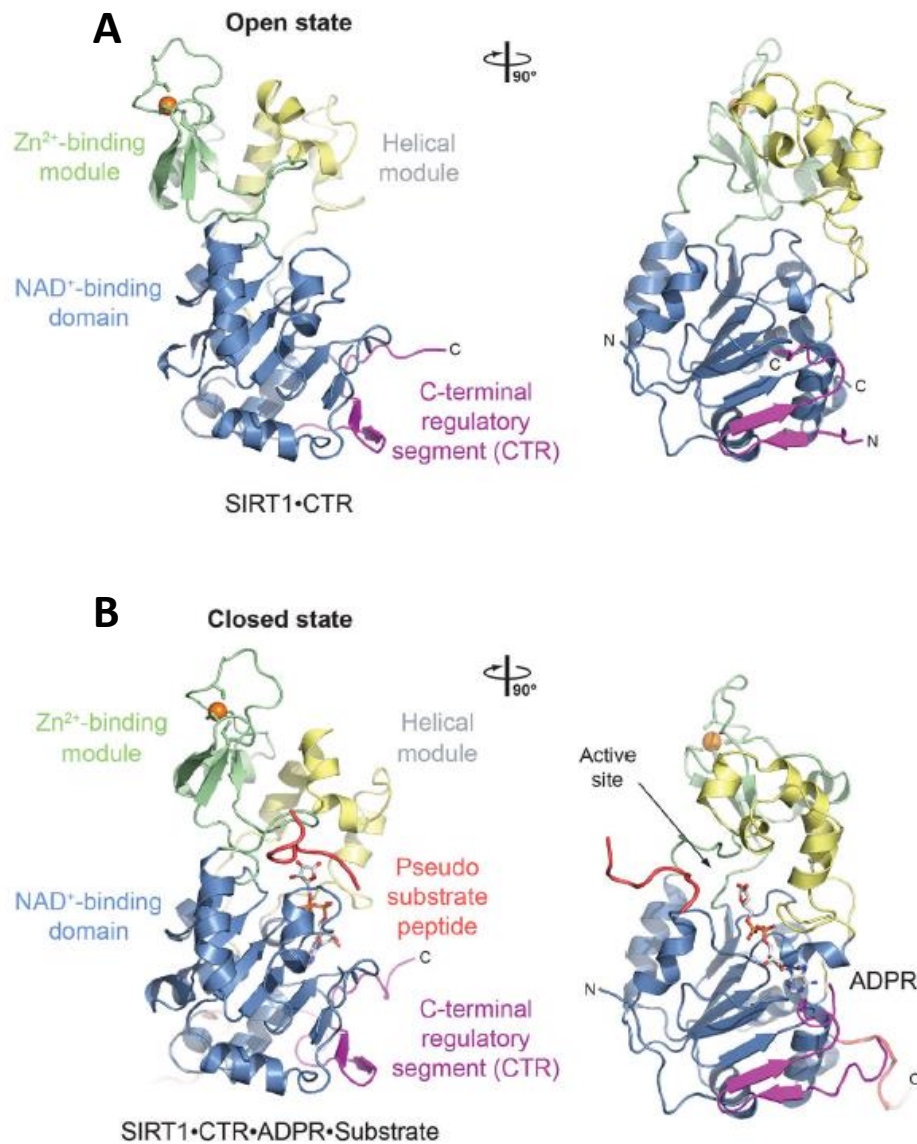 A
Open state
90°
Zn²⁺-binding
module
Helical
module
NAD⁺-binding
domain
C
C-terminal
regulatory
segment (CTR)
N
C
C
N
SIRT1•CTR
B
Closed state
90°
Zn²⁺-binding
module
Helical
module
Active
site
Pseudo
substrate
peptide
NAD⁺-binding
domain
C
C-terminal
regulatory
segment (CTR)
N
ADPR
C
SIRT1•CTR•ADPR•Substrate